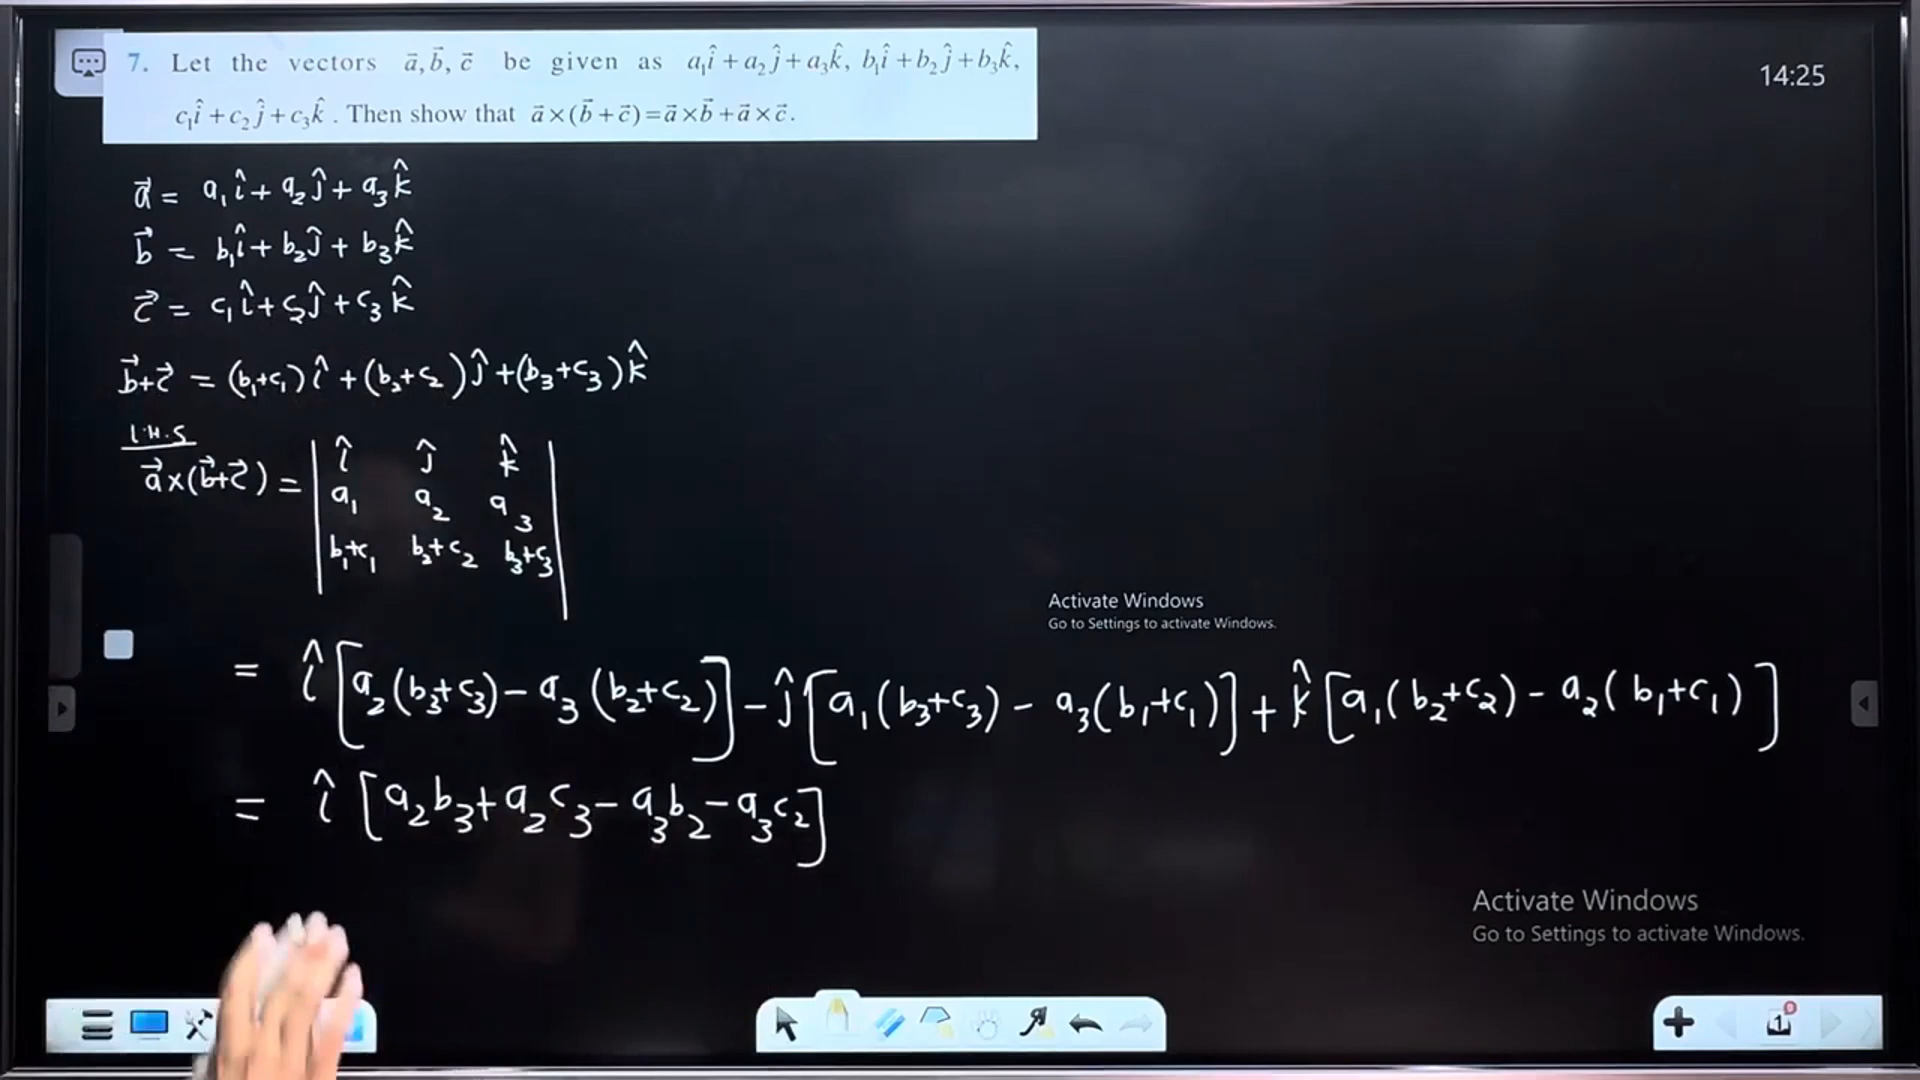 7. Let the vectors a⃗, b⃗, c⃗ be given as a₁î + a₂ĵ + a₃k̂, b₁î + b₂ĵ + b₃k̂,
c₁î + c₂ĵ + c₃k̂ . Then show that a⃗ × (b⃗ + c⃗) = a⃗ × b⃗ + a⃗ × c⃗.
14:25
a⃗ = a₁î + a₂ĵ + a₃k̂
b⃗ = b₁î + b₂ĵ + b₃k̂
c⃗ = c₁î + c₂ĵ + c₃k̂
b⃗+c⃗ = (b₁+c₁)î + (b₂+c₂)ĵ + (b₃+c₃)k̂
L.H.S
a⃗×(b⃗+c⃗) = | î ĵ k̂ |
| a₁ a₂ a₃ |
| b₁+c₁ b₂+c₂ b₃+c₃ |
Activate Windows
Go to Settings to activate Windows.
= î [a₂(b₃+c₃) – a₃(b₂+c₂)] – ĵ [a₁(b₃+c₃) – a₃(b₁+c₁)] + k̂ [a₁(b₂+c₂) – a₂(b₁+c₁)]
= î [a₂b₃ + a₂c₃ – a₃b₂ – a₃c₂]
Activate Windows
Go to Settings to activate Windows.
1